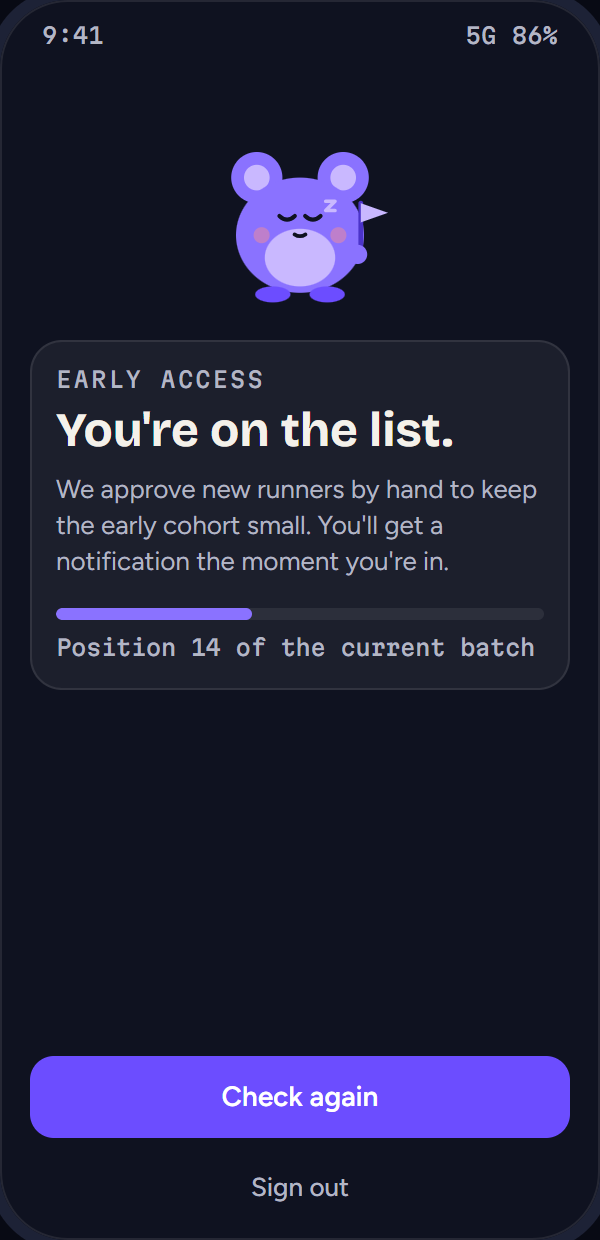 9:41
5G 86%
z
EARLY ACCESS
You're on the list.
We approve new runners by hand to keep
the early cohort small. You'll get a
notification the moment you're in.
Position 14 of the current batch
Check again
Sign out